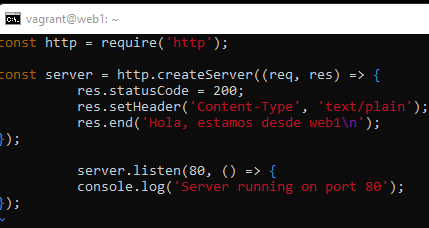 vagrant@web1: ~
const http = require('http');
const server = http.createServer((req, res) => {
res.statusCode = 200;
res.setHeader('Content-Type', 'text/plain');
res.end('Hola, estamos desde web1\n');
});
server.listen(80, () => {
console.log('Server running on port 80');
});
~